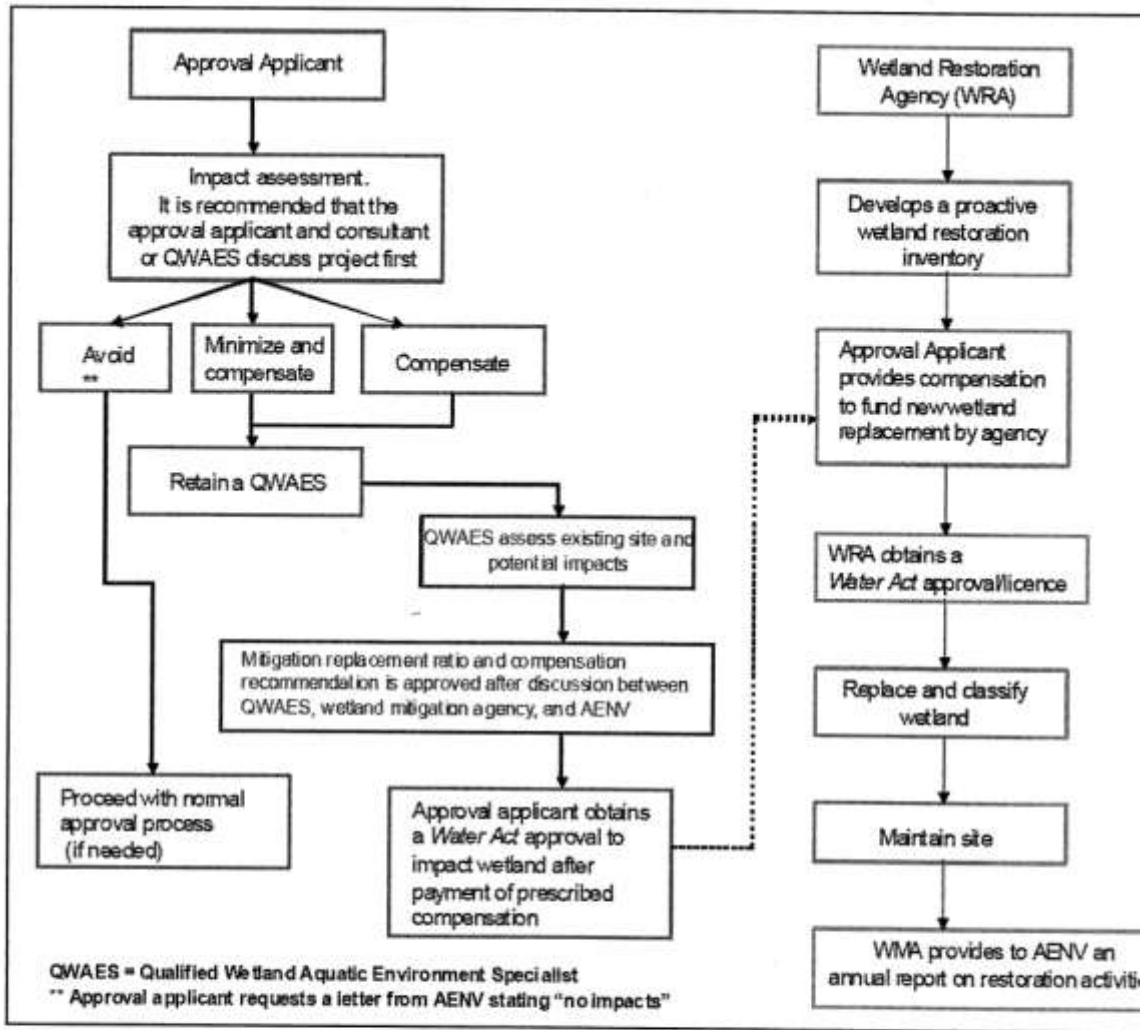 Approval Applicant
Impact assessment.
It is recommended that the
approval applicant and consultant
or QWAES discuss project first
Avoid
**
Minimize and
compensate
Compensate
Retain a QWAES
QWAES assess existing site and
potential impacts
Mitigation replacement ratio and compensation
recommendation is approved after discussion between
QWAES, wetland mitigation agency, and AENV
Proceed with normal
approval process
(if needed)
Approval applicant obtains
a Water Act approval to
impact wetland after
payment of prescribed
compensation
Wetland Restoration
Agency (WRA)
Develops a proactive
wetland restoration
inventory
Approval Applicant
provides compensation
to fund new wetland
replacement by agency
WRA obtains a
Water Act approval/licence
Replace and classify
wetland
Maintain site
WMA provides to AENV an
annual report on restoration activitie
QWAES = Qualified Wetland Aquatic Environment Specialist
** Approval applicant requests a letter from AENV stating “no impacts”